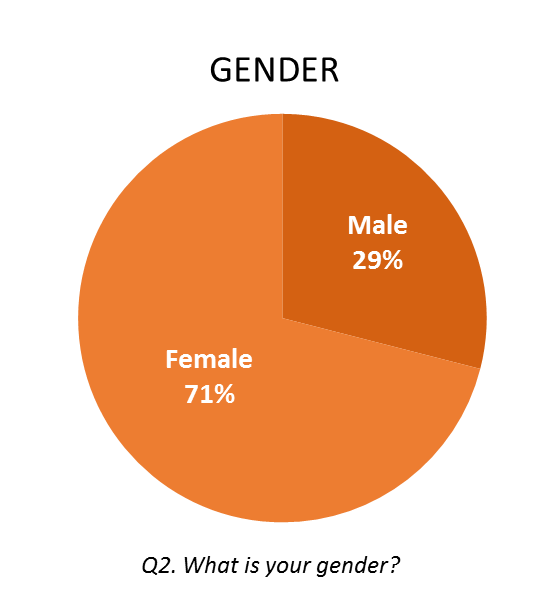 GENDER
Male
29%
Female
71%
Q2. What is your gender?